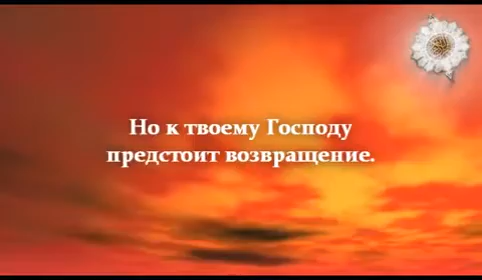 Но к твоему Господу
предстоит возвращение.